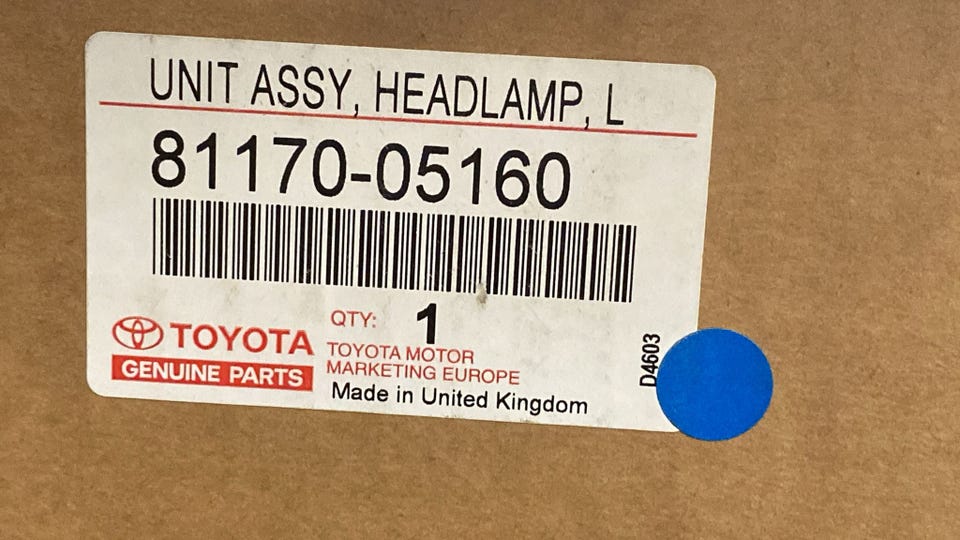 UNIT ASSY, HEADLAMP, L
81170-05160
QTY: 1
TOYOTA
GENUINE PARTS
TOYOTA MOTOR
MARKETING EUROPE
Made in United Kingdom
D4603